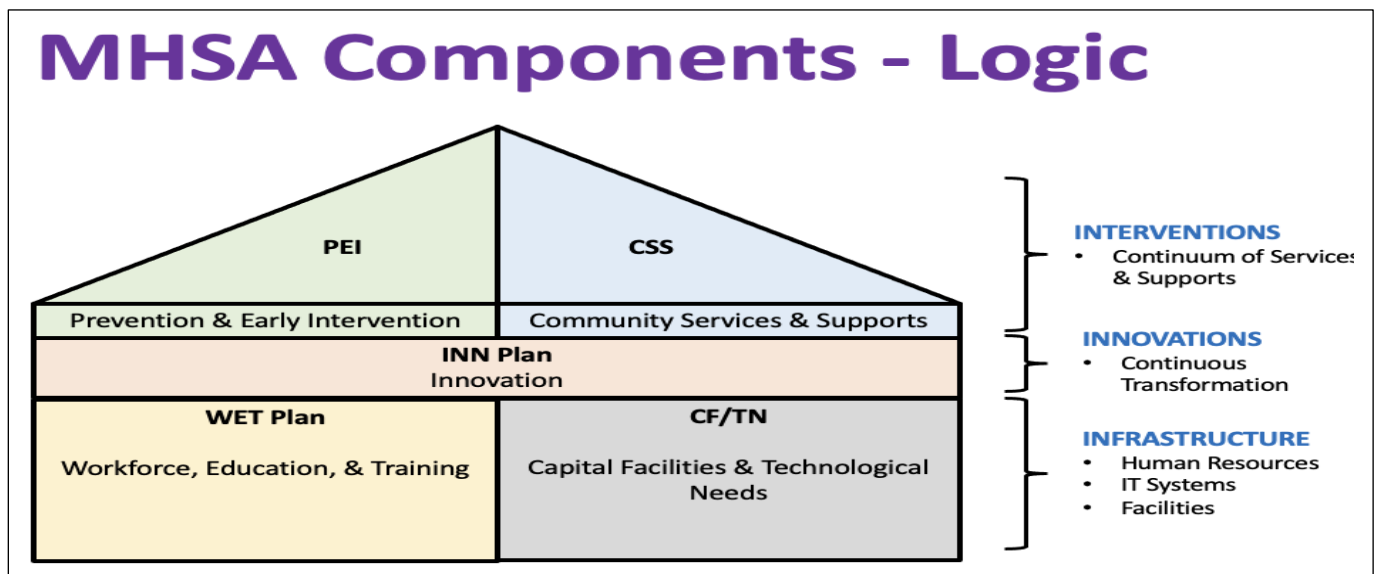 MHSA Components - Logic
PEI
CSS
Prevention & Early Intervention
Community Services & Supports
INN Plan
Innovation
WET Plan
Workforce, Education, & Training
CF/TN
Capital Facilities & Technological
Needs
INTERVENTIONS
• Continuum of Services
& Supports
INNOVATIONS
• Continuous
Transformation
INFRASTRUCTURE
• Human Resources
• IT Systems
• Facilities